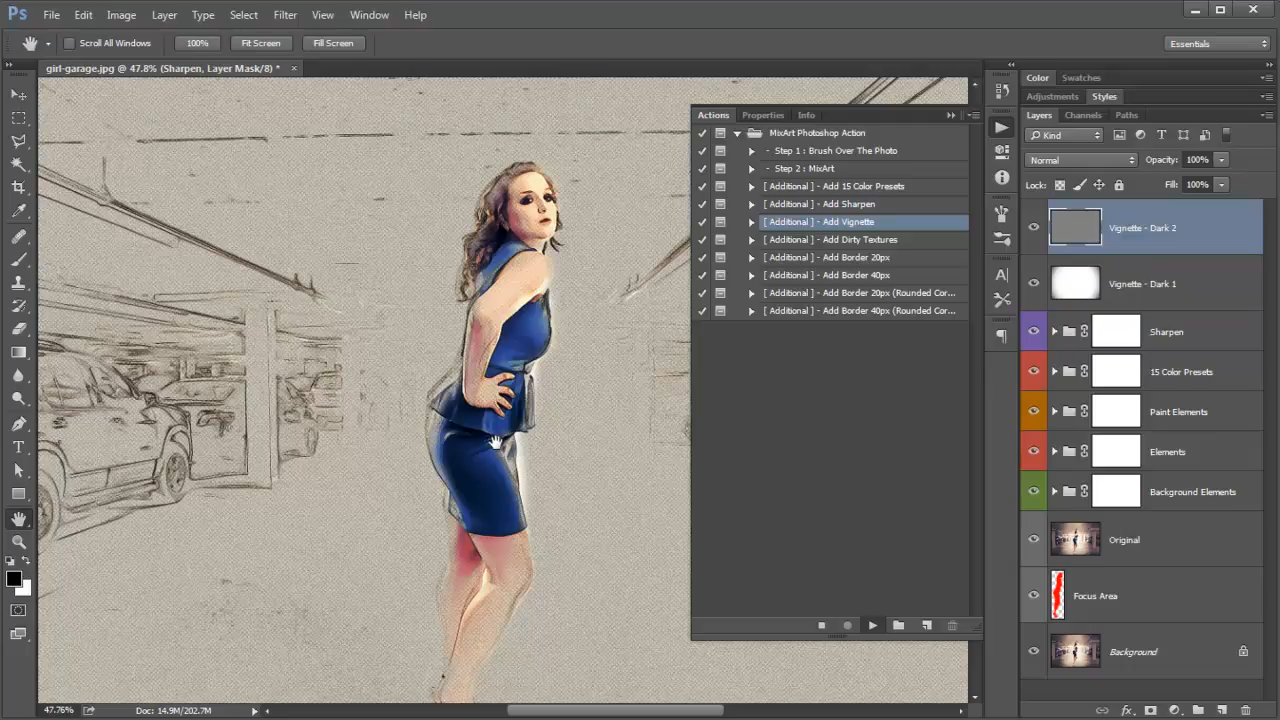 Ps File Edit Image Layer Type Select Filter View Window Help
Scroll All Windows 100% Fit Screen Fill Screen Essentials
girl-garage.jpg @ 47.8% (Sharpen, Layer Mask/8) * ×
Actions Properties Info
MixArt Photoshop Action
- Step 1 : Brush Over The Photo
- Step 2 : MixArt
[ Additional ] - Add 15 Color Presets
[ Additional ] - Add Sharpen
[ Additional ] - Add Vignette
[ Additional ] - Add Dirty Textures
[ Additional ] - Add Border 20px
[ Additional ] - Add Border 40px
[ Additional ] - Add Border 20px (Rounded Cor...
[ Additional ] - Add Border 40px (Rounded Cor...
Color Swatches
Adjustments Styles
Layers Channels Paths
Kind
Normal Opacity: 100%
Lock: Fill: 100%
Vignette - Dark 2
Vignette - Dark 1
Sharpen
15 Color Presets
Paint Elements
Elements
Background Elements
Original
Focus Area
Background
47.76% Doc: 14.9M/202.7M